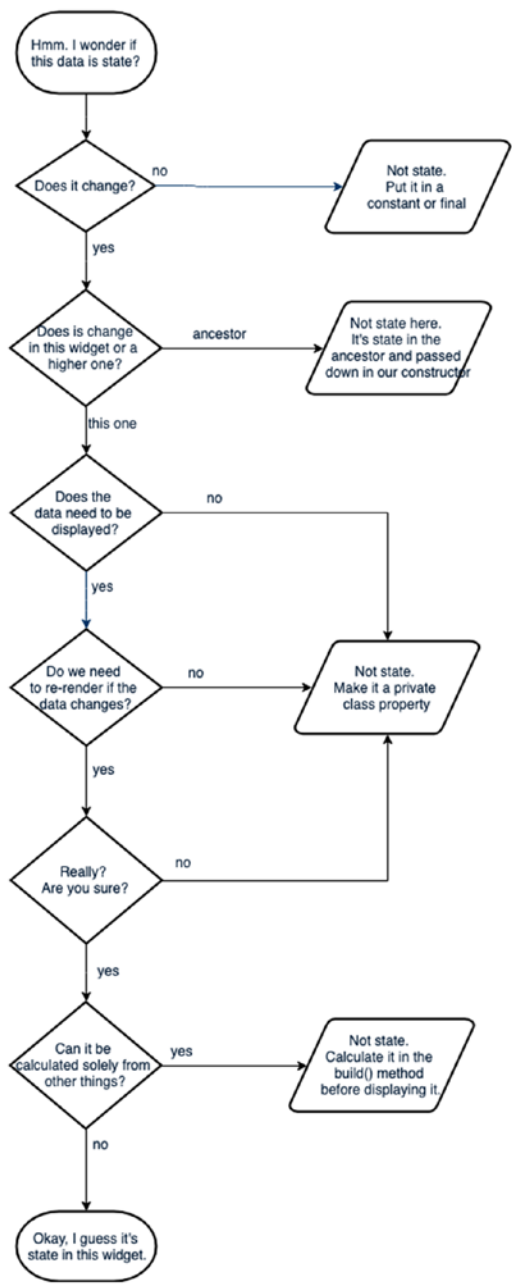 Hmm. I wonder if
this data is state?
Does it change?
no
Not state.
Put it in a
constant or final
yes
Does is change
in this widget or a
higher one?
ancestor
Not state here.
It's state in the
ancestor and passed
down in our constructor
this one
Does the
data need to be
displayed?
no
yes
Do we need
to re-render if the
data changes?
no
Not state.
Make it a private
class property
yes
Really?
Are you sure?
no
yes
Can it be
calculated solely from
other things?
yes
Not state.
Calculate it in the
build() method
before displaying it.
no
Okay, I guess it's
state in this widget.